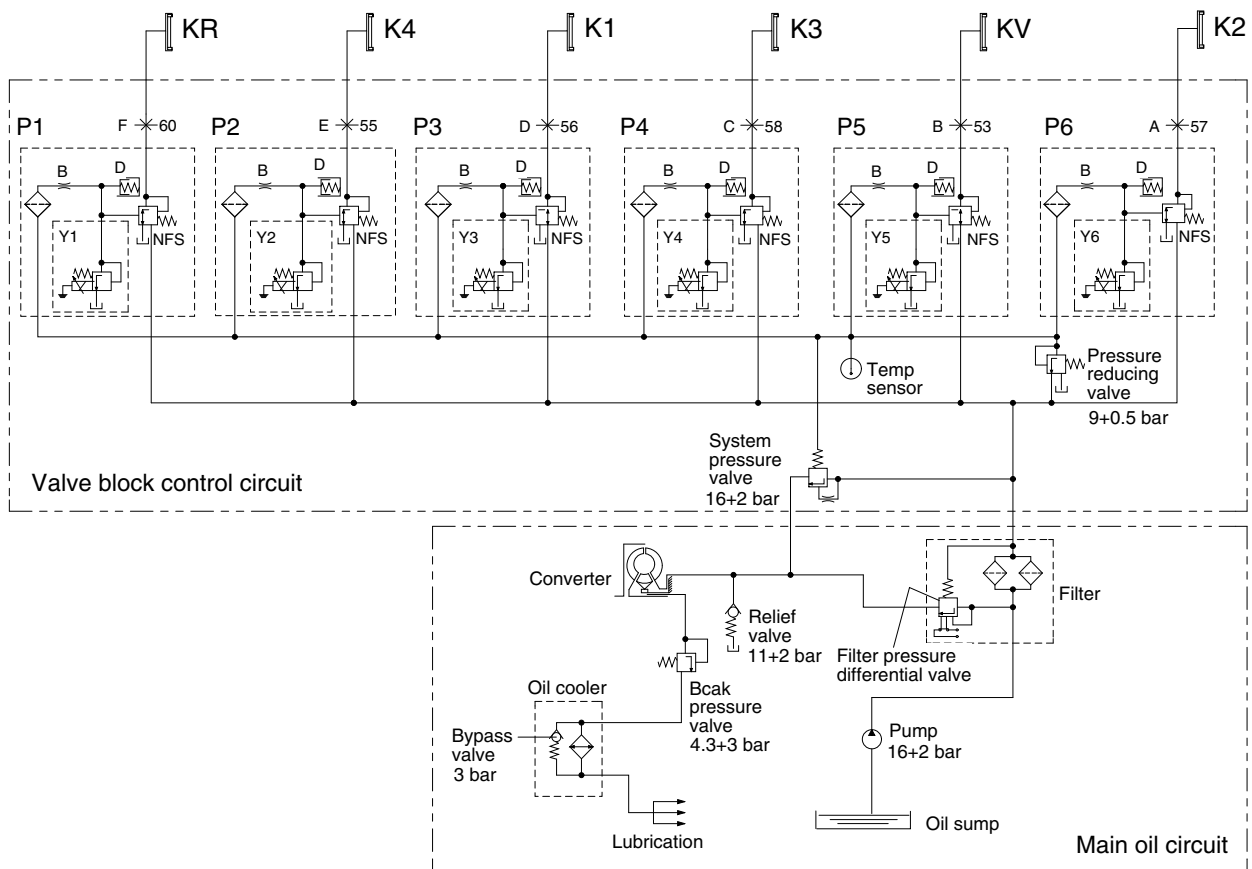 KR K4 K1 K3 KV K2
P1 F 60 P2 E 55 P3 D 56 P4 C 58 P5 B 53 P6 A 57
B D B D B D B D B D B D
Y1 NFS Y2 NFS Y3 NFS Y4 NFS Y5 NFS Y6 NFS
Temp
sensor
Pressure
reducing
valve
9+0.5 bar
System
pressure
valve
16+2 bar
Valve block control circuit
Converter
Relief
valve
11+2 bar
Filter
Filter pressure
differential valve
Oil cooler
Bcak
pressure
valve
4.3+3 bar
Bypass
valve
3 bar
Pump
16+2 bar
Lubrication
Oil sump
Main oil circuit